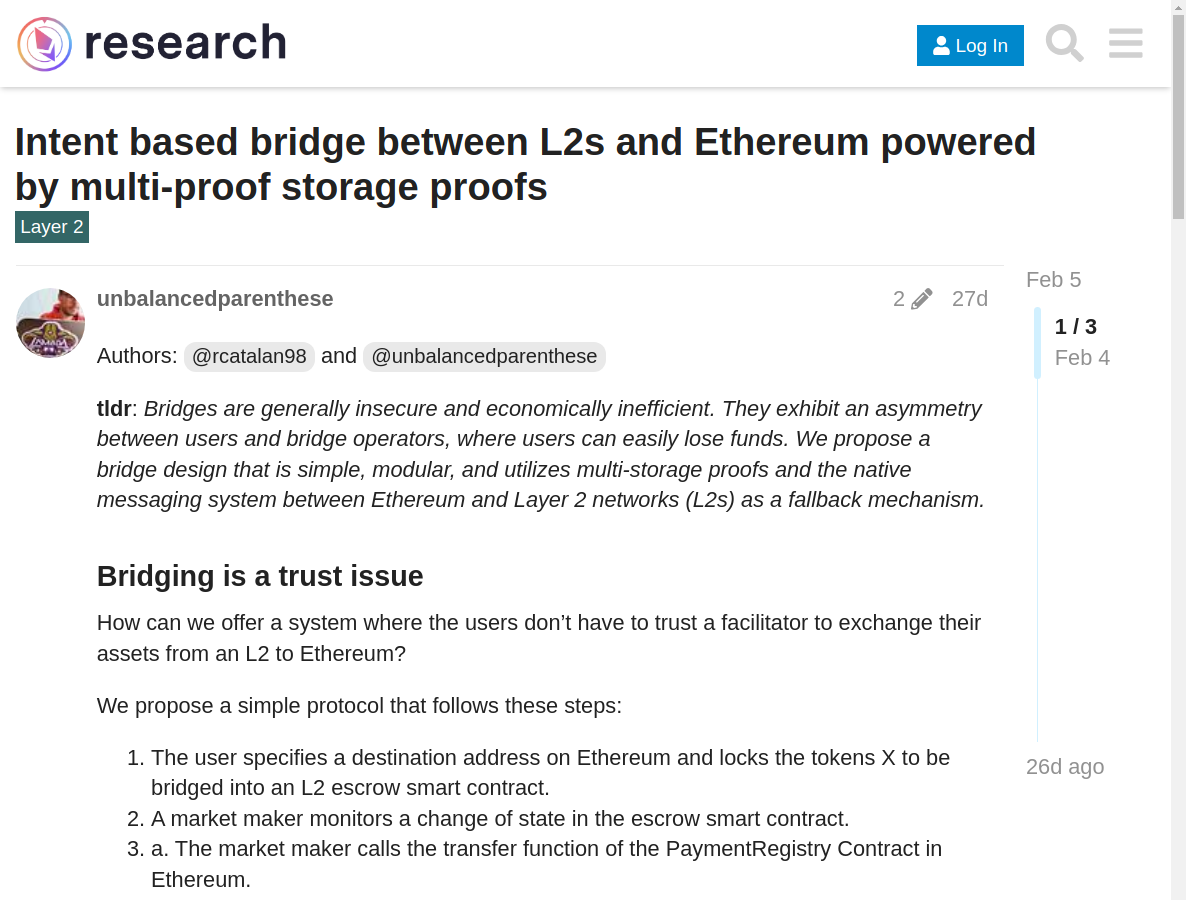 research
Log In
Intent based bridge between L2s and Ethereum powered
by multi-proof storage proofs
Layer 2
unbalancedparenthese
2
27d
Feb 5
1 / 3
Feb 4
26d ago
Authors: @rcatalan98 and @unbalancedparenthese
tldr: Bridges are generally insecure and economically inefficient. They exhibit an asymmetry
between users and bridge operators, where users can easily lose funds. We propose a
bridge design that is simple, modular, and utilizes multi-storage proofs and the native
messaging system between Ethereum and Layer 2 networks (L2s) as a fallback mechanism.
Bridging is a trust issue
How can we offer a system where the users don’t have to trust a facilitator to exchange their
assets from an L2 to Ethereum?
We propose a simple protocol that follows these steps:
1. The user specifies a destination address on Ethereum and locks the tokens X to be
bridged into an L2 escrow smart contract.
2. A market maker monitors a change of state in the escrow smart contract.
3. a. The market maker calls the transfer function of the PaymentRegistry Contract in
Ethereum.